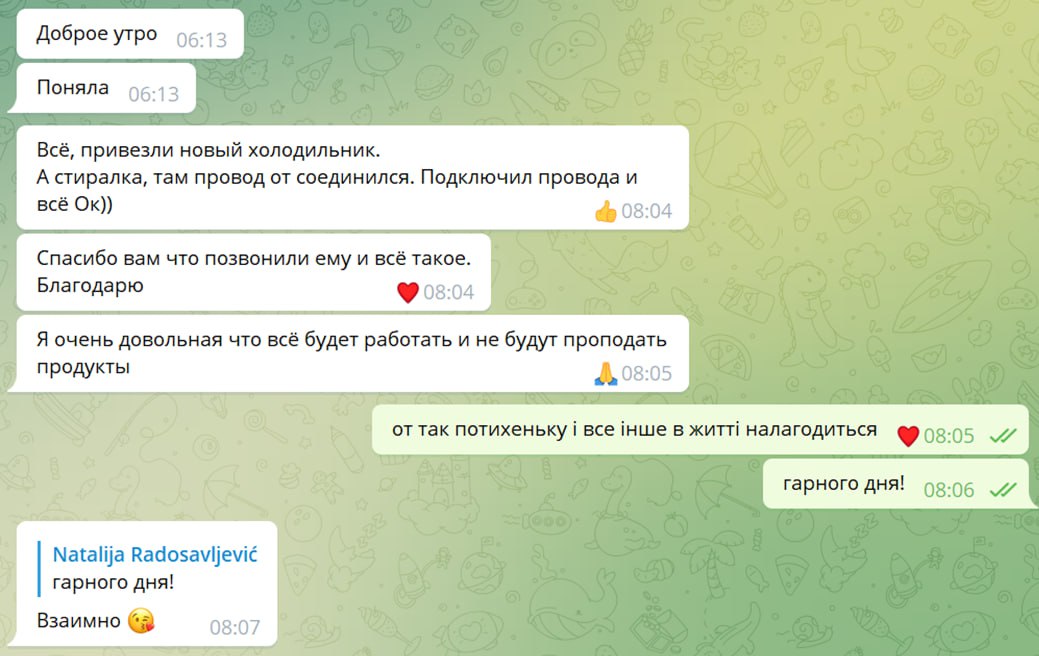 Доброе утро 06:13
Поняла 06:13
Всё, привезли новый холодильник.
А стиралка, там провод от соединился. Подключил провода и
всё Ок)) 👍 08:04
Спасибо вам что позвонили ему и всё такое.
Благодарю ❤️ 08:04
Я очень довольная что всё будет работать и не будут проподать
продукты 🙏 08:05
от так потихеньку і все інше в житті налагодиться ❤️ 08:05
гарного дня! 08:06
Natalija Radosavljević
гарного дня!
Взаимно 😘 08:07